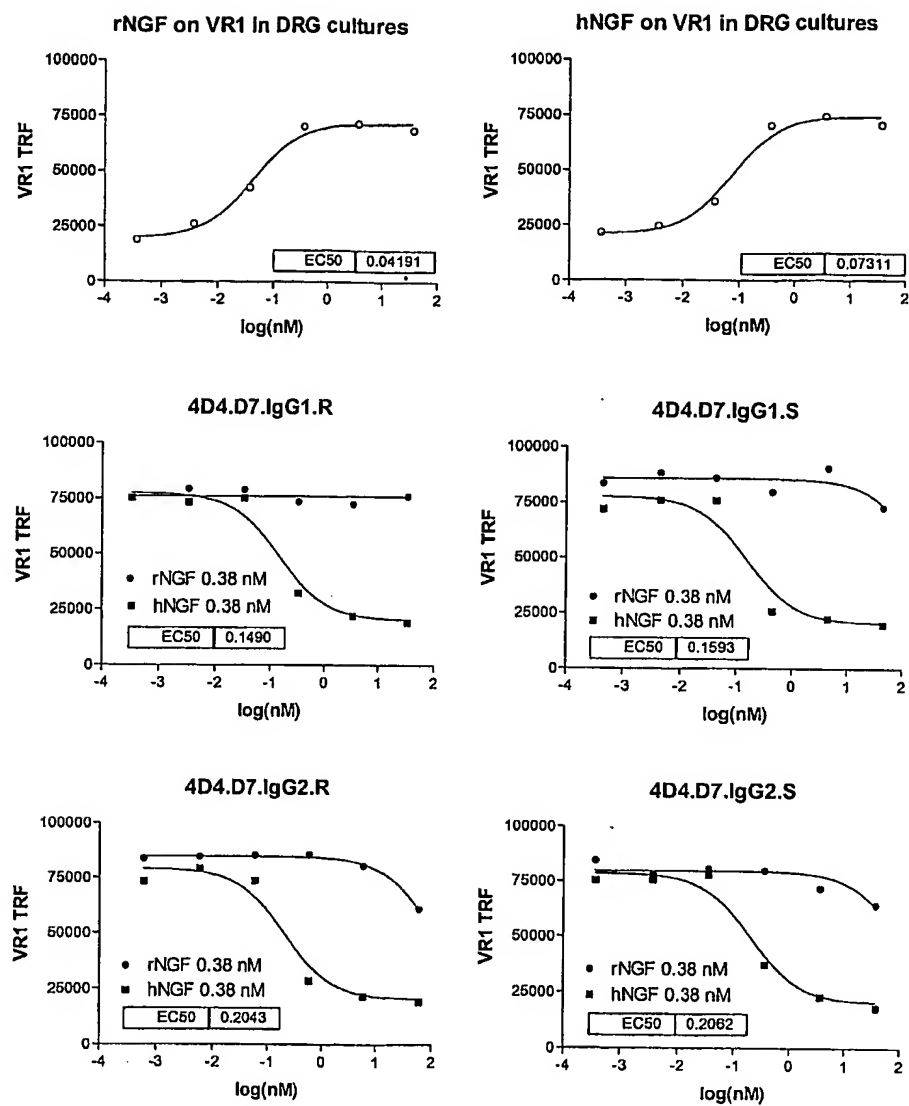 rNGF on VR1 in DRG cultures
100000
75000
50000
25000
0
VR1 TRF
EC50 0.04191
-4 -3 -2 -1 0 1 2
log(nM)
hNGF on VR1 in DRG cultures
100000
75000
50000
25000
0
VR1 TRF
EC50 0.07311
-4 -3 -2 -1 0 1 2
log(nM)
4D4.D7.IgG1.R
100000
75000
50000
25000
0
VR1 TRF
rNGF 0.38 nM
hNGF 0.38 nM
EC50 0.1490
-4 -3 -2 -1 0 1 2
log(nM)
4D4.D7.IgG1.S
100000
75000
50000
25000
0
VR1 TRF
rNGF 0.38 nM
hNGF 0.38 nM
EC50 0.1593
-4 -3 -2 -1 0 1 2
log(nM)
4D4.D7.IgG2.R
100000
75000
50000
25000
0
VR1 TRF
rNGF 0.38 nM
hNGF 0.38 nM
EC50 0.2043
-4 -3 -2 -1 0 1 2
log(nM)
4D4.D7.IgG2.S
100000
75000
50000
25000
0
VR1 TRF
rNGF 0.38 nM
hNGF 0.38 nM
EC50 0.2062
-4 -3 -2 -1 0 1 2
log(nM)